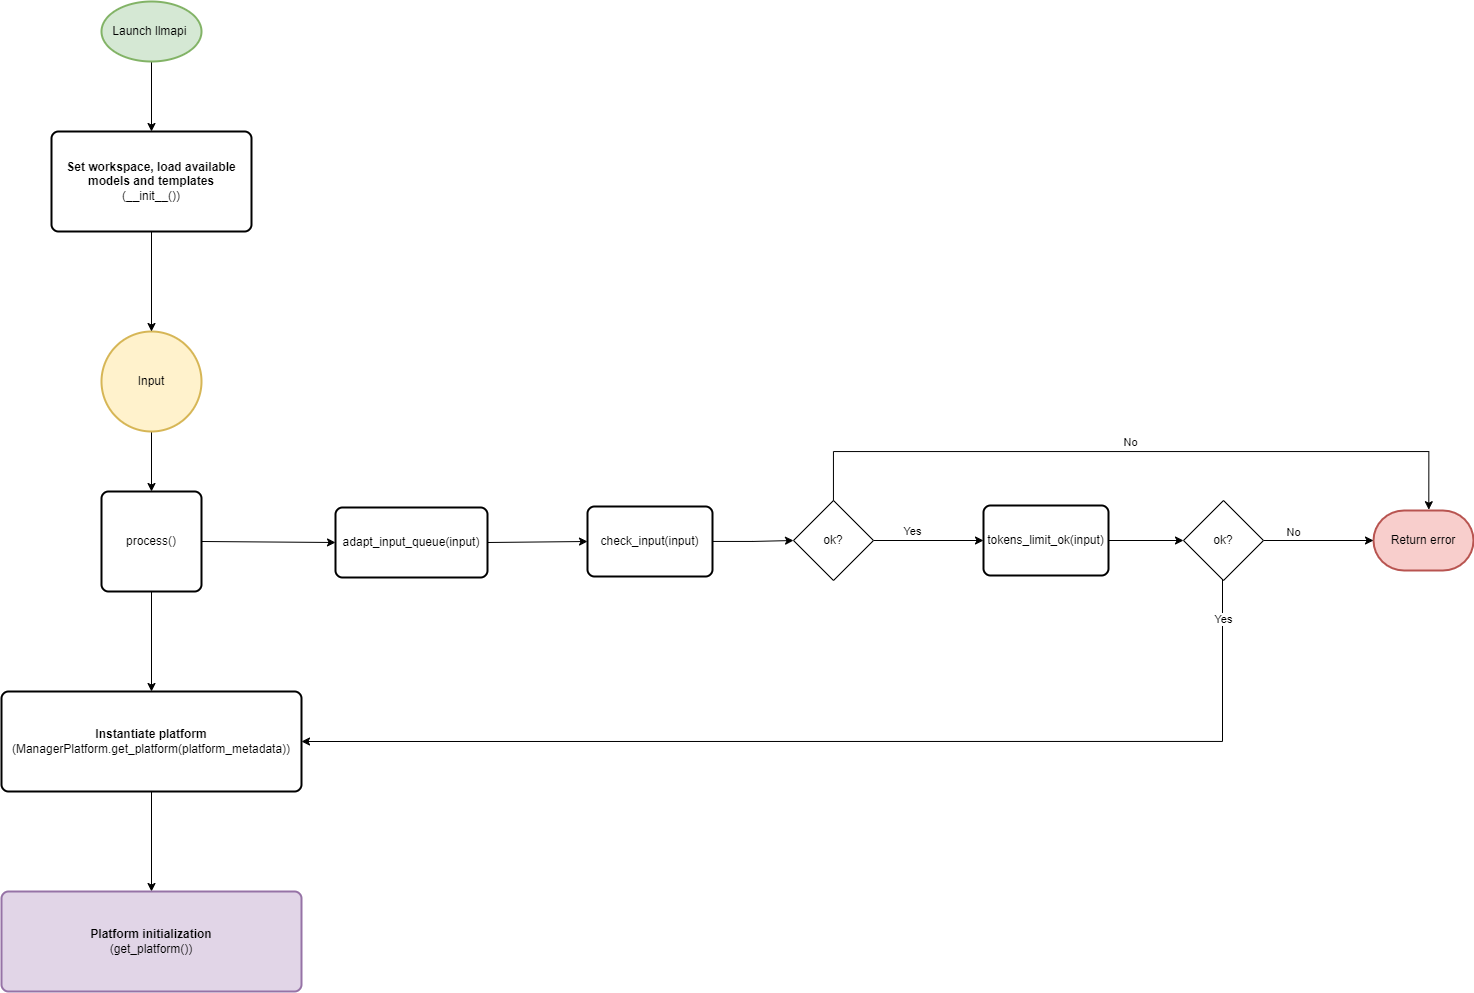 Launch llmapi
Set workspace, load available
models and templates
(__init__())
Input
No
process()
adapt_input_queue(input)
check_input(input)
ok?
Yes
tokens_limit_ok(input)
ok?
No
Return error
Yes
Instantiate platform
(ManagerPlatform.get_platform(platform_metadata))
Platform initialization
(get_platform())